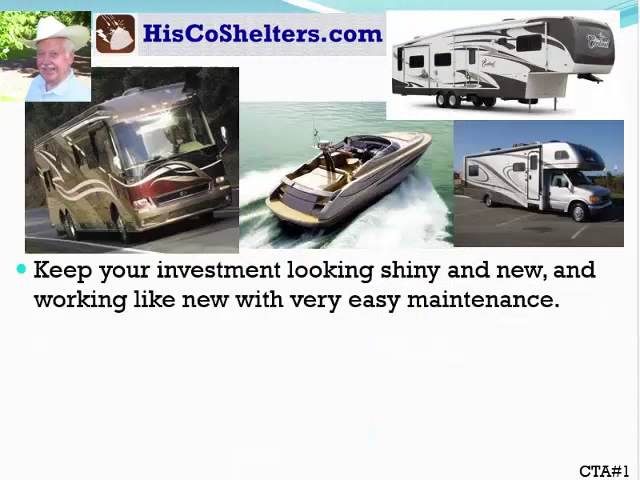 HisCoShelters.com
Keep your investment looking shiny and new, and
working like new with very easy maintenance.
CTA#1